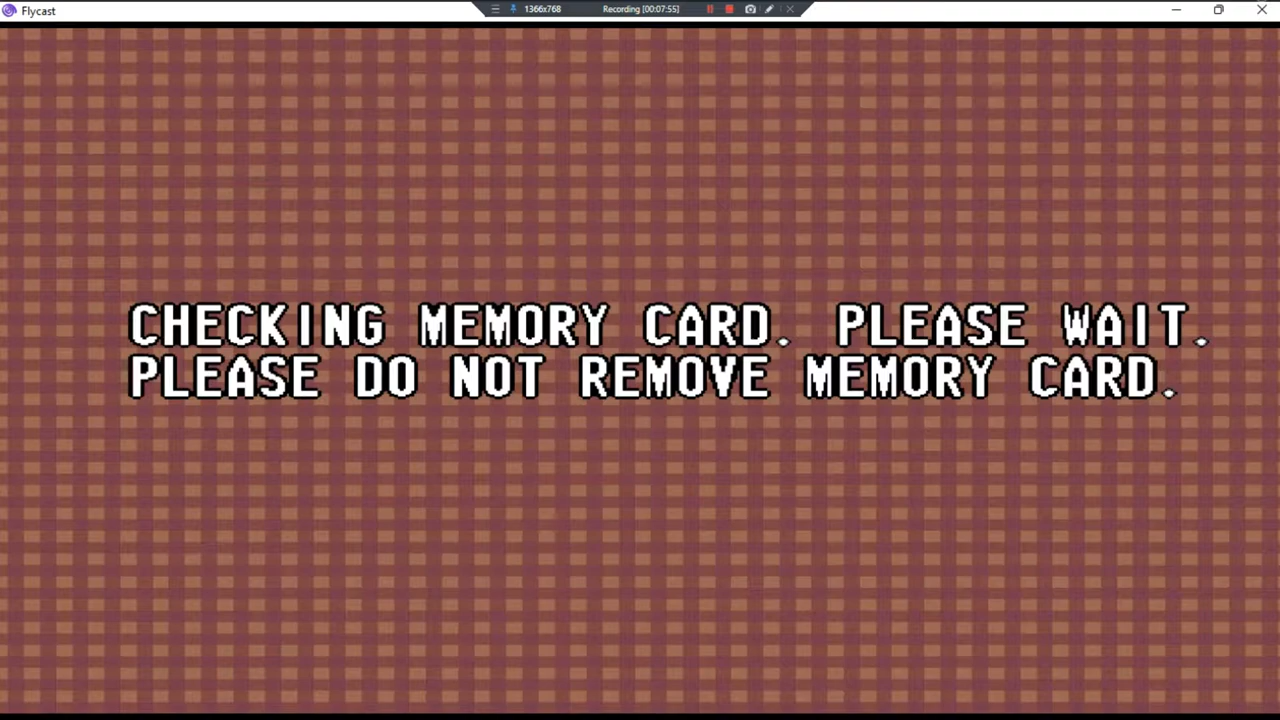 Flycast
1366x768
Recording [00:07:55]
CHECKING MEMORY CARD. PLEASE WAIT.
PLEASE DO NOT REMOVE MEMORY CARD.